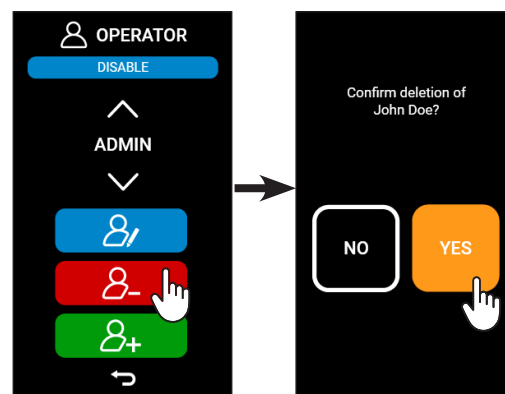 OPERATOR
DISABLE
ADMIN
Confirm deletion of
John Doe?
NO
YES